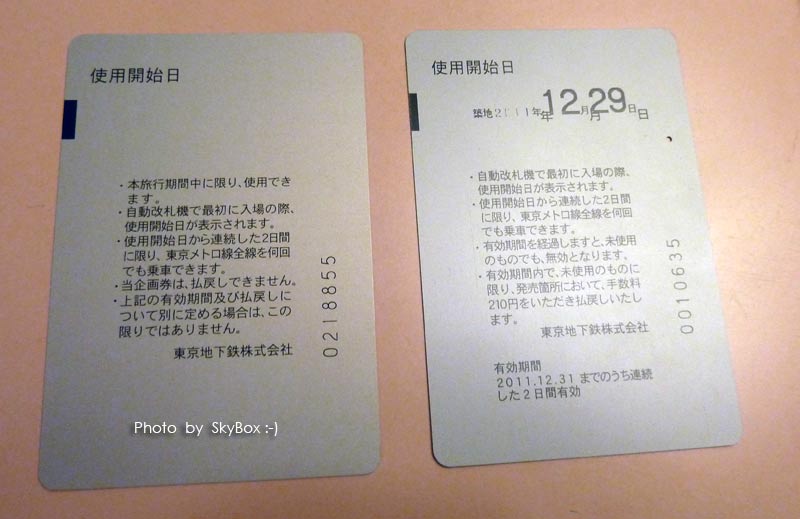 使用開始日
・本旅行期間中に限り、使用でき
ます。
・自動改札機で最初に入場の際、
使用開始日が表示されます。
・使用開始日から連続した2日間
に限り、東京メトロ線全線を何回
でも乗車できます。
・当企画券は、払戻しできません。
・上記の有効期間及び払戻しに
ついて別に定める場合は、この
限りではありません。
東京地下鉄株式会社
0218855
Photo by SkyBox :-)
使用開始日
築地2011年年12月月29日日
・自動改札機で最初に入場の際、
使用開始日が表示されます。
・使用開始日から連続した2日間
に限り、東京メトロ線全線を何回
でも乗車できます。
・有効期間を経過しますと、未使用
のものでも、無効となります。
・有効期間内で、未使用のものに
限り、発売箇所において、手数料
210円をいただき払戻しいたし
ます。
東京地下鉄株式会社
0010635
有効期間
2011.12.31 までのうち連続
した2日間有効